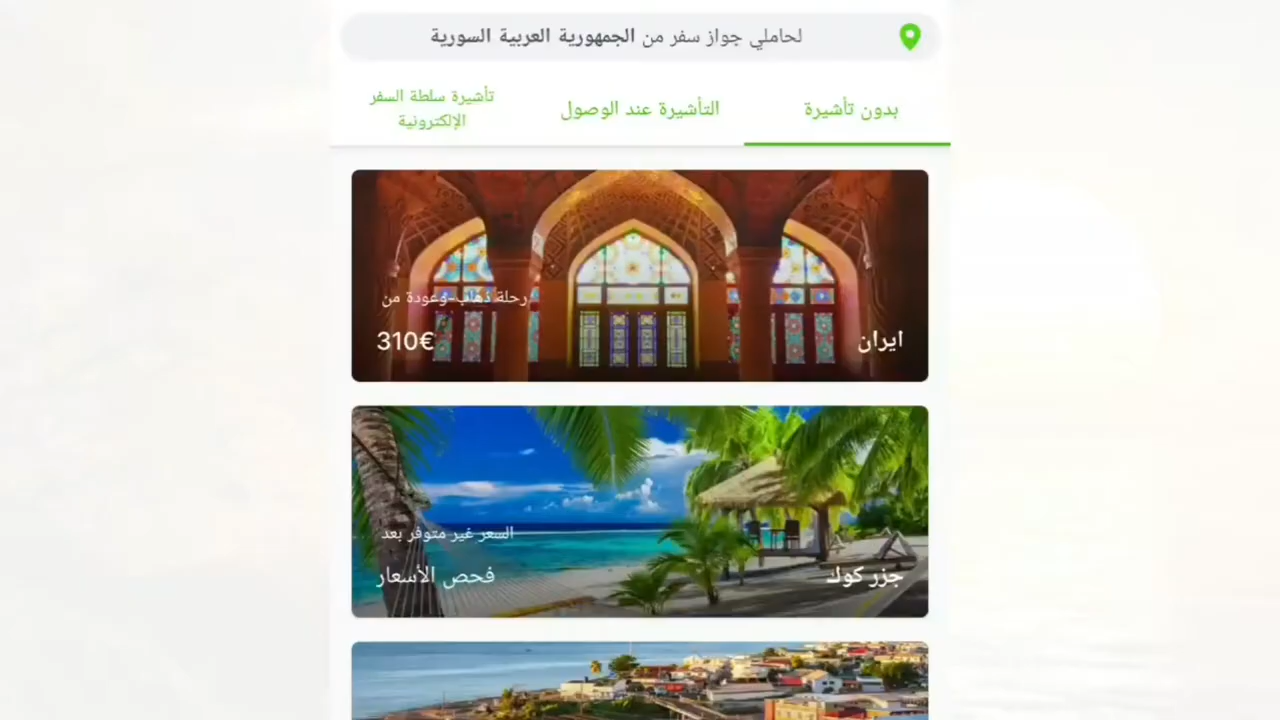 لحاملي جواز سفر من الجمهورية العربية السورية
بدون تأشيرة
التأشيرة عند الوصول
تأشيرة سلطة السفر
الإلكترونية
رحلة ذهاب-وعودة من
ايران
310€
السعر غير متوفر بعد
جزر كوك
فحص الأسعار